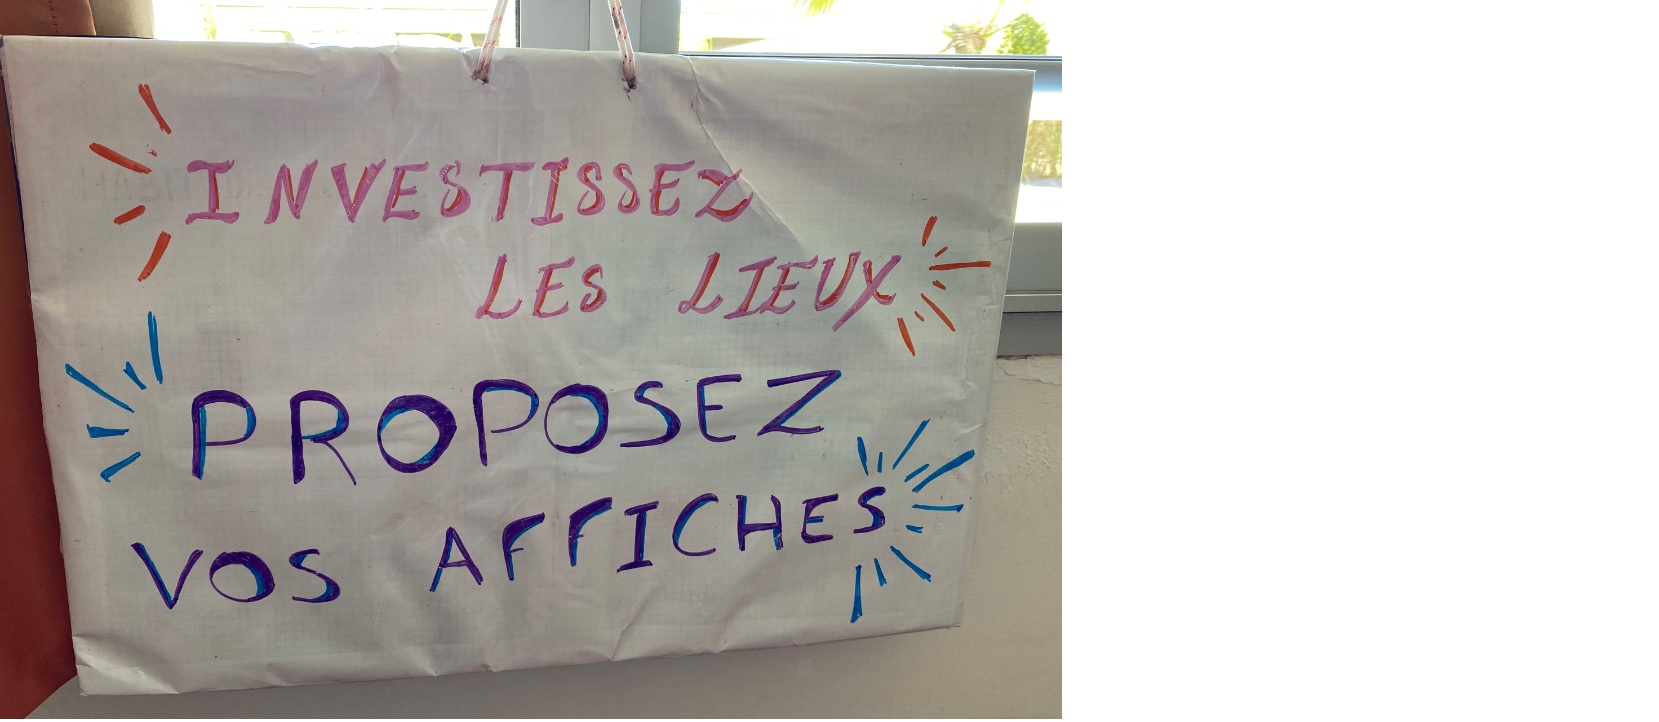 INVESTISSEZ
LES LIEUX
PROPOSEZ
VOS AFFICHES